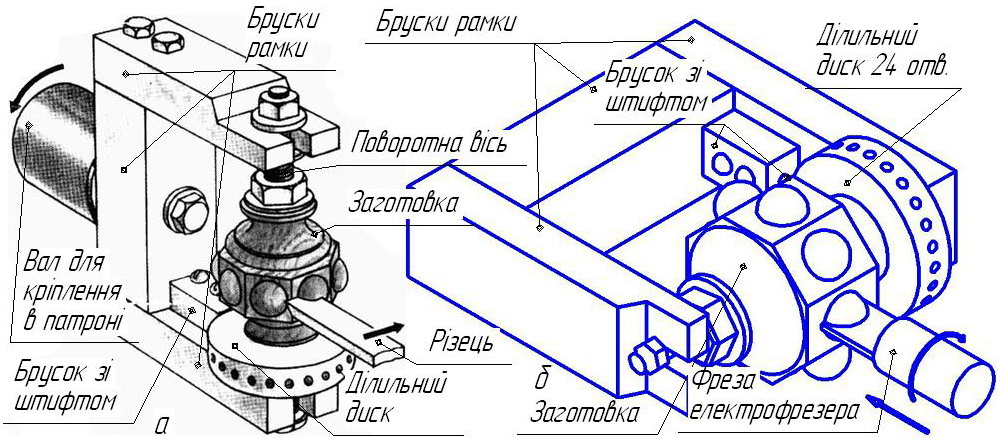 Бруски
рамки
Поворотна вісь
Заготовка
Вал для
кріплення
в патроні
Брусок зі
штифтом
Різець
Ділильний
диск
а
Бруски рамки
Брусок зі
штифтом
Ділильний
диск 24 отв.
б
Заготовка
Фреза
електрофрезера